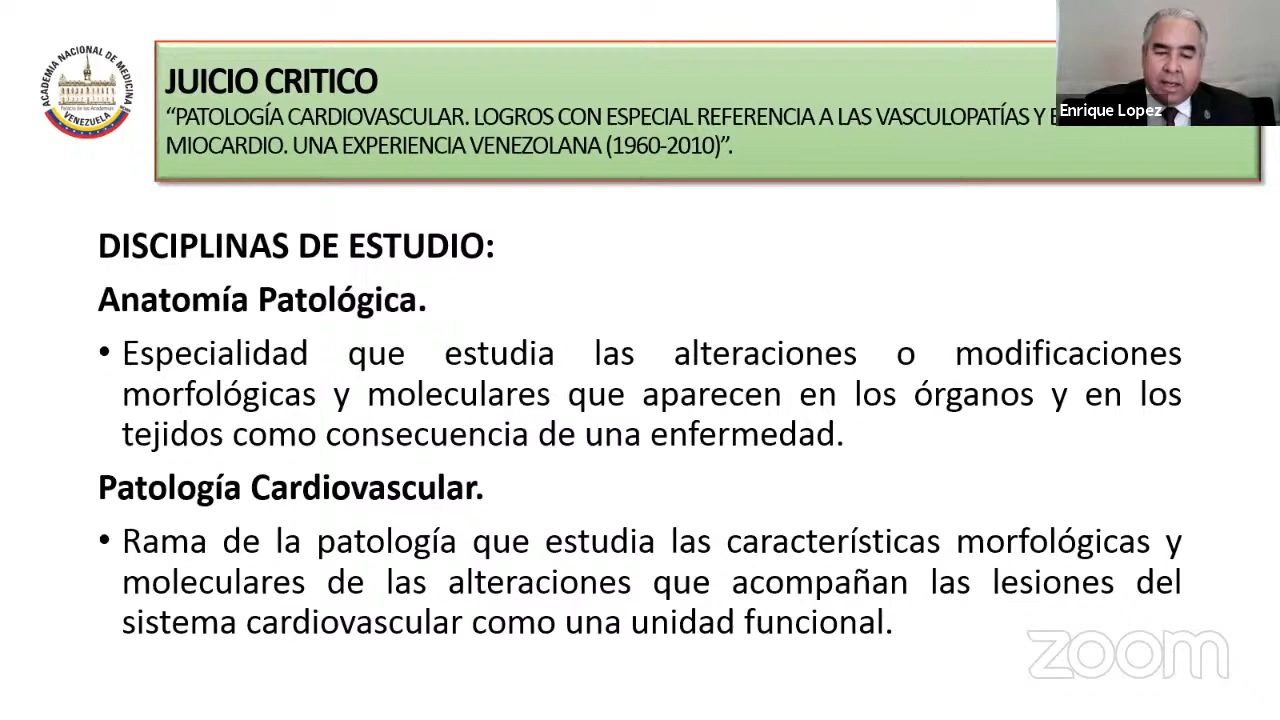 ACADEMIA NACIONAL DE MEDICINA
Palacio de las Academias
VENEZUELA
JUICIO CRITICO
“PATOLOGÍA CARDIOVASCULAR. LOGROS CON ESPECIAL REFERENCIA A LAS VASCULOPATÍAS Y
MIOCARDIO. UNA EXPERIENCIA VENEZOLANA (1960-2010)”.
Enrique Lopez
DISCIPLINAS DE ESTUDIO:
Anatomía Patológica.
• Especialidad que estudia las alteraciones o modificaciones
morfológicas y moleculares que aparecen en los órganos y en los
tejidos como consecuencia de una enfermedad.
Patología Cardiovascular.
• Rama de la patología que estudia las características morfológicas y
moleculares de las alteraciones que acompañan las lesiones del
sistema cardiovascular como una unidad funcional.
zoom